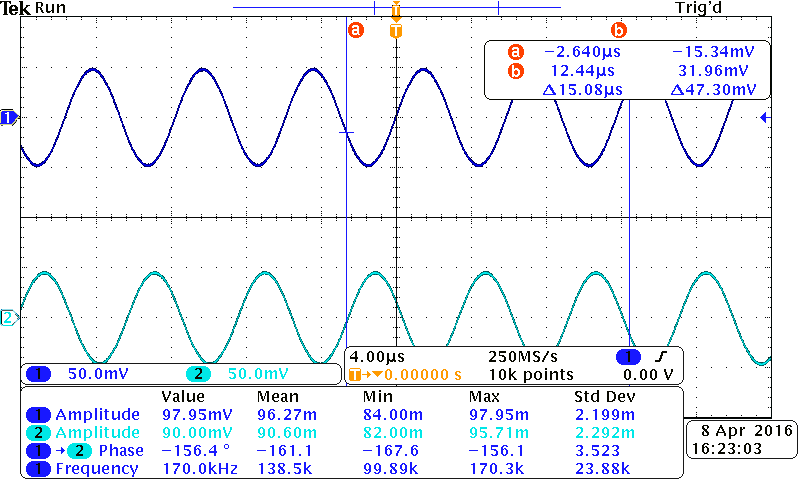 Tek Run Trig'd
T
a T b
a −2.640µs −15.34mV
b 12.44µs 31.96mV
Δ15.08µs Δ47.30mV
1
2
1 50.0mV 2 50.0mV
4.00µs 250MS/s 1
T→▼0.00000 s 10k points 0.00 V
Value Mean Min Max Std Dev
1 Amplitude 97.95mV 96.27m 84.00m 97.95m 2.199m
2 Amplitude 90.00mV 90.60m 82.00m 95.71m 2.292m
1 → 2 Phase −156.4 ° −161.1 −167.6 −156.1 3.523
1 Frequency 170.0kHz 138.5k 99.89k 170.3k 23.88k
8 Apr 2016
16:23:03